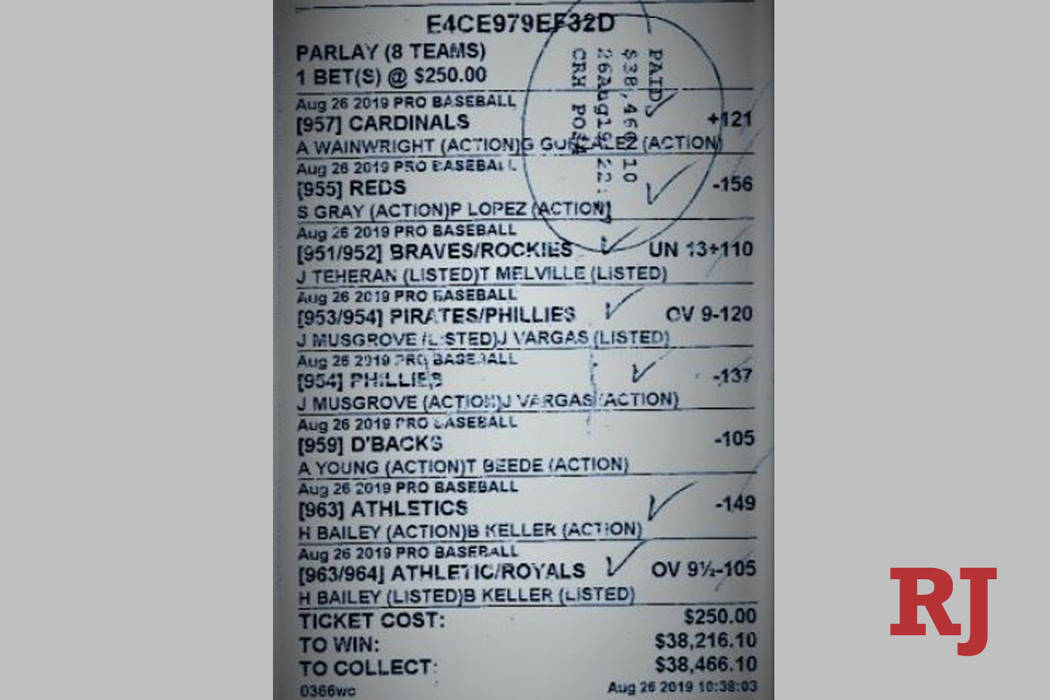 E4CE979EF32D
PARLAY (8 TEAMS)
1 BET(S) @ $250.00
PAID
$38,466.10
26Aug19 22:
CRH POS
Aug 26 2019 PRO BASEBALL
[957] CARDINALS +121
A WAINWRIGHT (ACTION)G GONZALEZ (ACTION)
Aug 26 2019 PRO BASEBALL
[955] REDS -156
S GRAY (ACTION)P LOPEZ (ACTION)
Aug 26 2019 PRO BASEBALL
[951/952] BRAVES/ROCKIES UN 13+110
J TEHERAN (LISTED)T MELVILLE (LISTED)
Aug 26 2019 PRO BASEBALL
[953/954] PIRATES/PHILLIES OV 9-120
J MUSGROVE (LISTED)J VARGAS (LISTED)
Aug 26 2019 PRO BASEBALL
[954] PHILLIES -137
J MUSGROVE (ACTION)J VARGAS (ACTION)
Aug 26 2019 PRO BASEBALL
[959] D'BACKS -105
A YOUNG (ACTION)T BEEDE (ACTION)
Aug 26 2019 PRO BASEBALL
[963] ATHLETICS -149
H BAILEY (ACTION)B KELLER (ACTION)
Aug 26 2019 PRO BASEBALL
[963/964] ATHLETIC/ROYALS OV 9½-105
H BAILEY (LISTED)B KELLER (LISTED)
TICKET COST: $250.00
TO WIN: $38,216.10
TO COLLECT: $38,466.10
0366wc Aug 26 2019 10:38:03
RJ